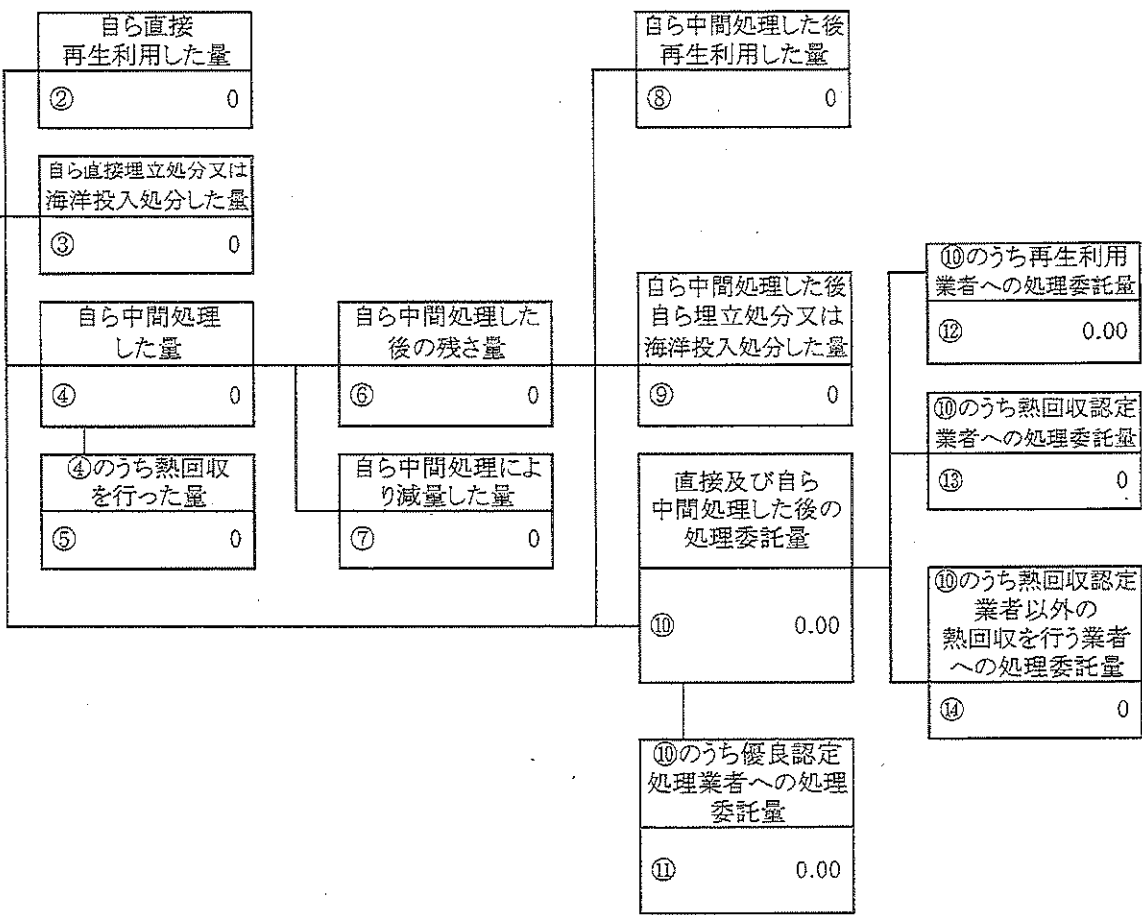 自ら直接
再生利用した量
② 0
自ら直接埋立処分又は
海洋投入処分した量
③ 0
自ら中間処理
した量
④ 0
④のうち熱回収
を行った量
⑤ 0
自ら中間処理した
後の残さ量
⑥ 0
自ら中間処理によ
り減量した量
⑦ 0
自ら中間処理した後
再生利用した量
⑧ 0
自ら中間処理した後
自ら埋立処分又は
海洋投入処分した量
⑨ 0
直接及び自ら
中間処理した後の
処理委託量
⑩ 0.00
⑩のうち優良認定
処理業者への処理
委託量
⑪ 0.00
⑩のうち再生利用
業者への処理委託量
⑫ 0.00
⑩のうち熱回収認定
業者への処理委託量
⑬ 0
⑩のうち熱回収認定
業者以外の
熱回収を行う業者
への処理委託量
⑭ 0